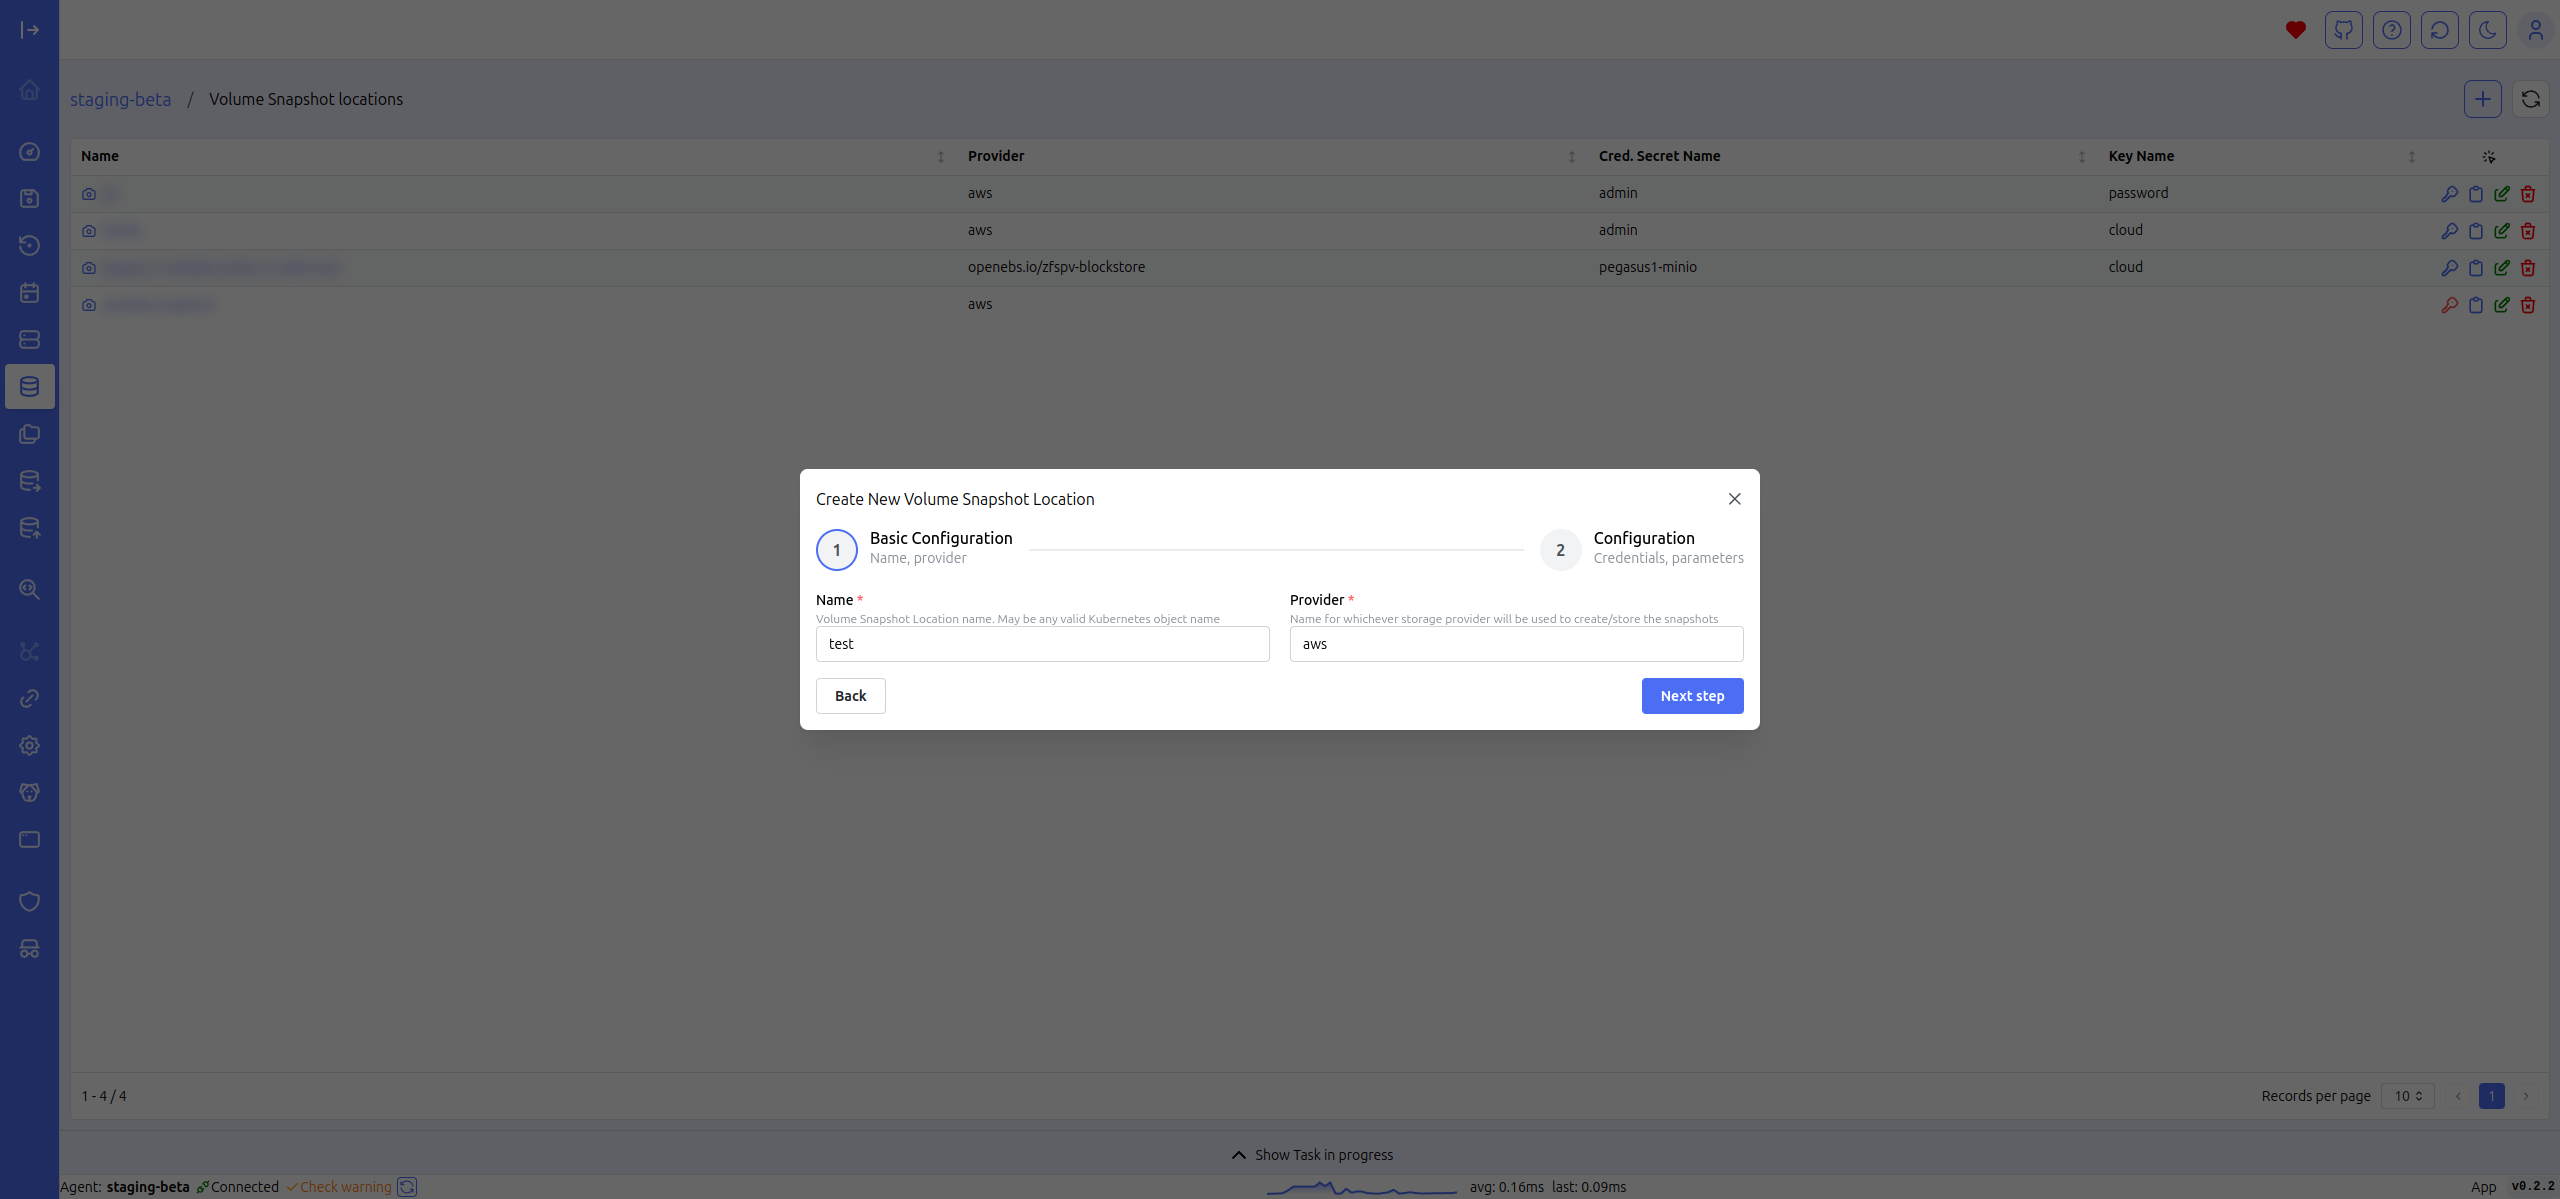 staging-beta / Volume Snapshot locations
Name Provider Cred. Secret Name Key Name
aws admin password
aws admin cloud
openebs.io/zfspv-blockstore pegasus1-minio cloud
aws
Create New Volume Snapshot Location
1 Basic Configuration 2 Configuration
Name, provider Credentials, parameters
Name * Provider *
Volume Snapshot Location name. May be any valid Kubernetes object name Name for whichever storage provider will be used to create/store the snapshots
test aws
Back Next step
1 - 4 / 4 Records per page 10 1
Show Task in progress
Agent: staging-beta Connected Check warning avg: 0.16ms last: 0.09ms App v0.2.2